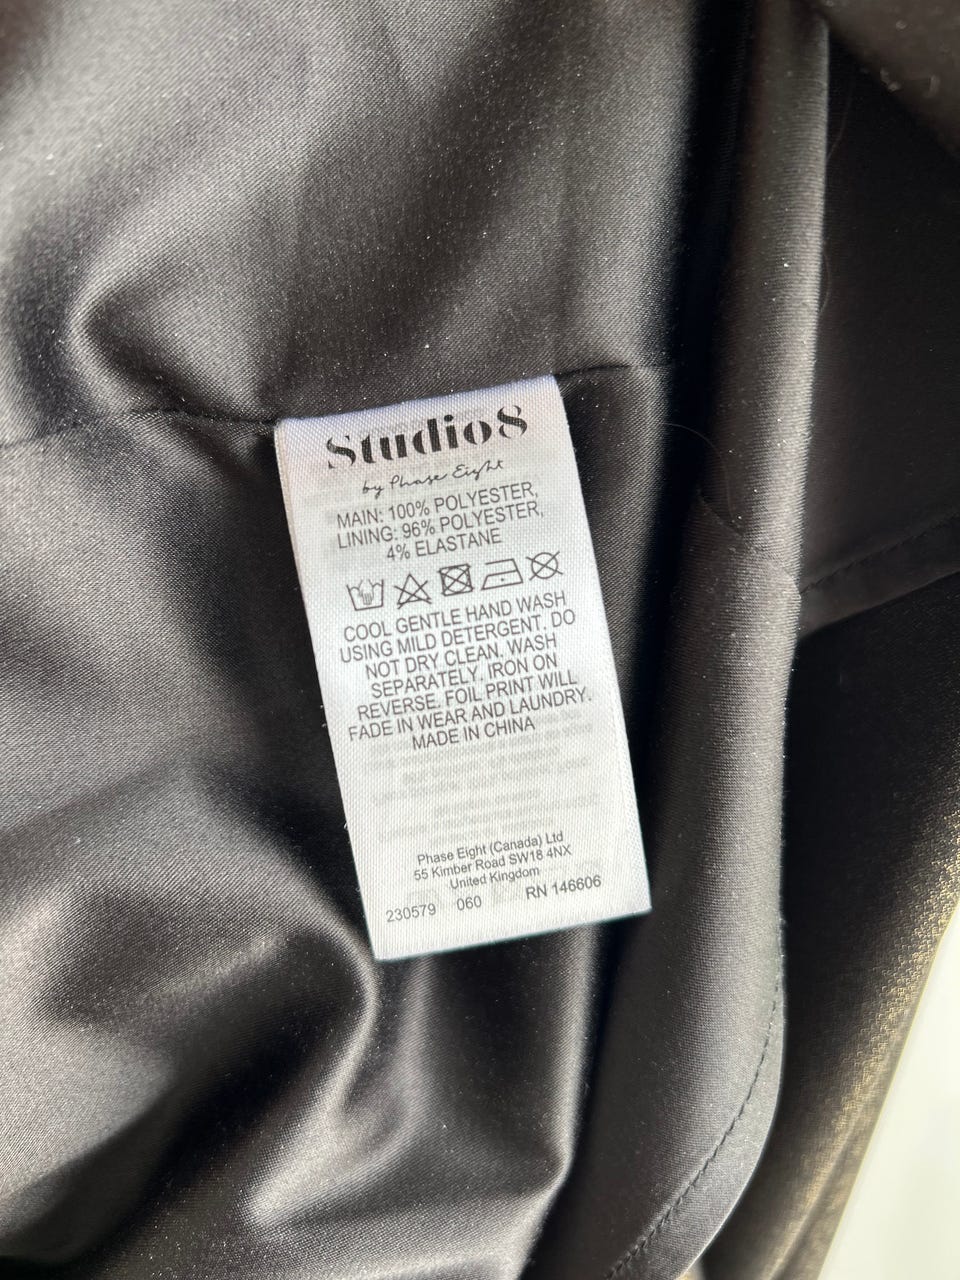 Studio8
by Phase Eight
MAIN: 100% POLYESTER,
LINING: 96% POLYESTER,
4% ELASTANE
COOL GENTLE HAND WASH
USING MILD DETERGENT. DO
NOT DRY CLEAN. WASH
SEPARATELY. IRON ON
REVERSE. FOIL PRINT WILL
FADE IN WEAR AND LAUNDRY.
MADE IN CHINA
Phase Eight (Canada) Ltd
55 Kimber Road SW18 4NX
United Kingdom
230579 060 RN 146606